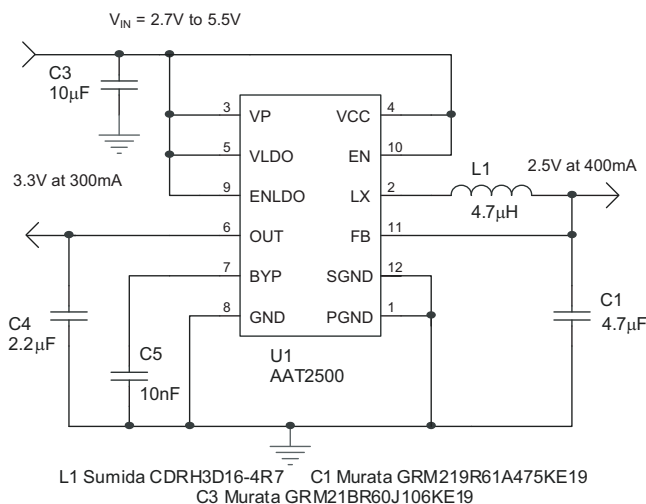 V_IN = 2.7V to 5.5V
C3
10μF
3 VP VCC 4
5 VLDO EN 10
9 ENLDO LX 2
6 OUT FB 11
7 BYP SGND 12
8 GND PGND 1
L1
4.7μH
2.5V at 400mA
3.3V at 300mA
C4
2.2μF
C5
10nF
U1
AAT2500
C1
4.7μF
L1 Sumida CDRH3D16-4R7 C1 Murata GRM219R61A475KE19
C3 Murata GRM21BR60J106KE19